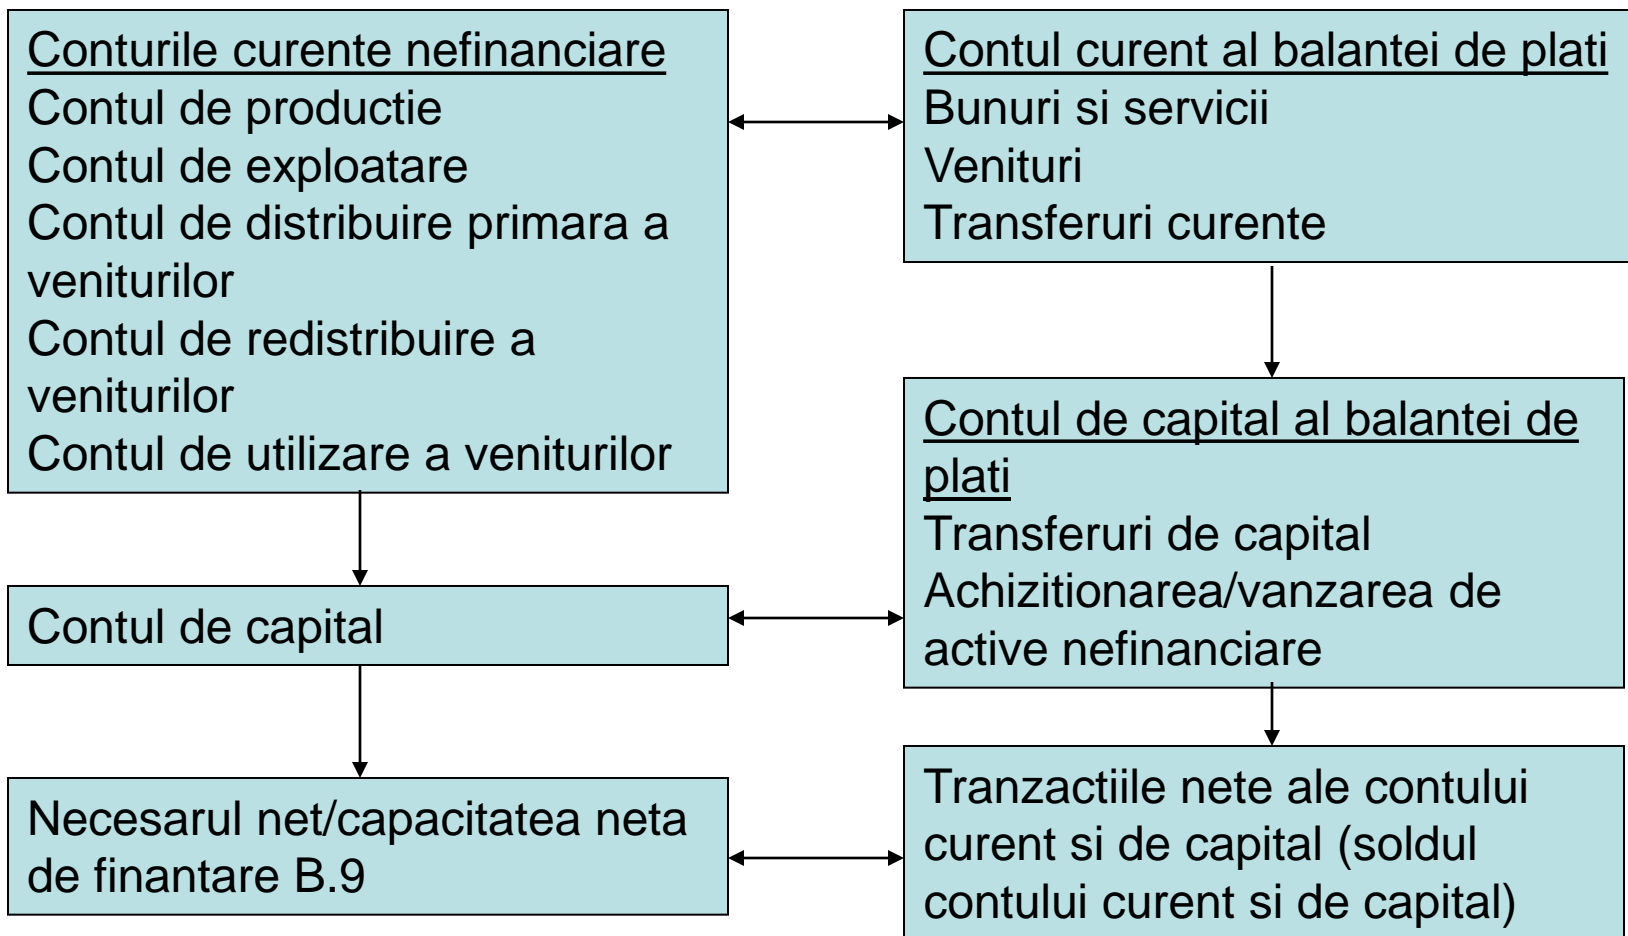 Conturile curente nefinanciare
Contul de productie
Contul de exploatare
Contul de distribuire primara a
veniturilor
Contul de redistribuire a
veniturilor
Contul de utilizare a veniturilor
Contul de capital
Necesarul net/capacitatea neta
de finantare B.9
Contul curent al balantei de plati
Bunuri si servicii
Venituri
Transferuri curente
Contul de capital al balantei de
plati
Transferuri de capital
Achizitionarea/vanzarea de
active nefinanciare
Tranzactiile nete ale contului
curent si de capital (soldul
contului curent si de capital)